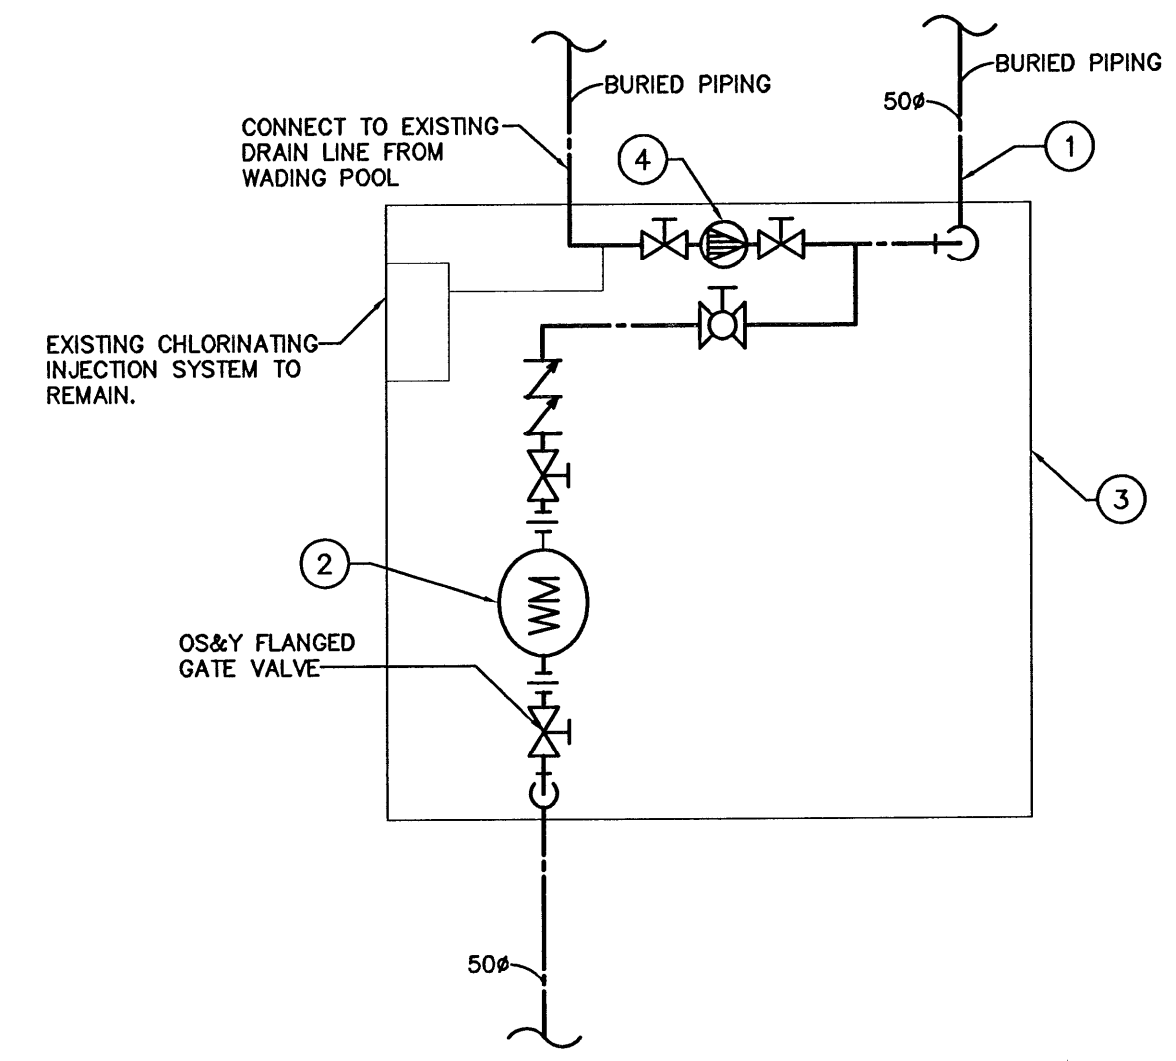 BURIED PIPING
BURIED PIPING
50ø
CONNECT TO EXISTING
DRAIN LINE FROM
WADING POOL
4
1
EXISTING CHLORINATING
INJECTION SYSTEM TO
REMAIN.
3
2
WM
OS&Y FLANGED
GATE VALVE
50ø